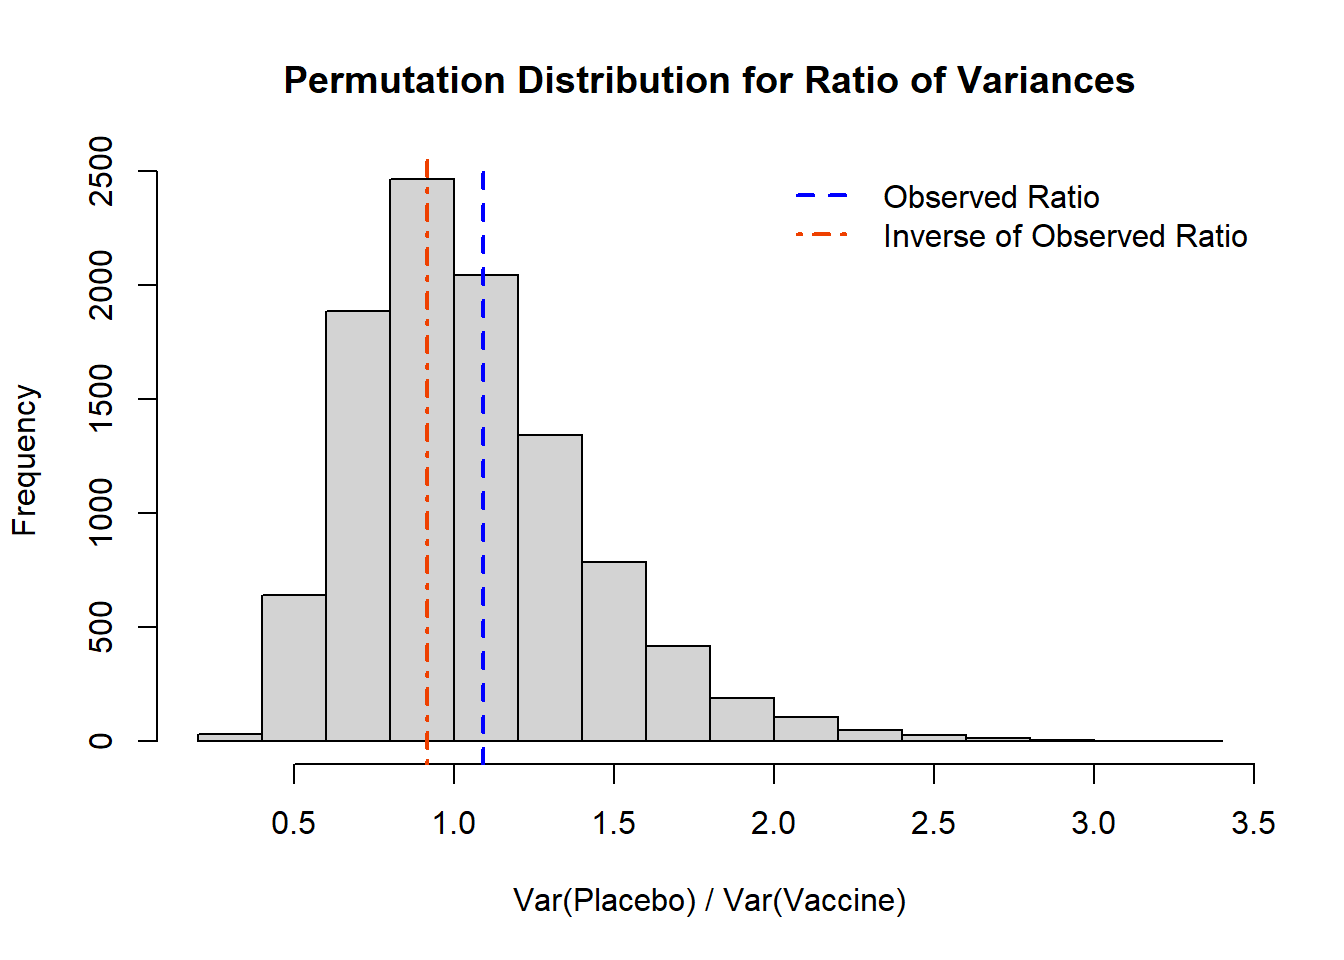 Permutation Distribution for Ratio of Variances
Observed Ratio
Inverse of Observed Ratio
Frequency
2500
2000
1500
1000
500
0
0.5 1.0 1.5 2.0 2.5 3.0 3.5
Var(Placebo) / Var(Vaccine)